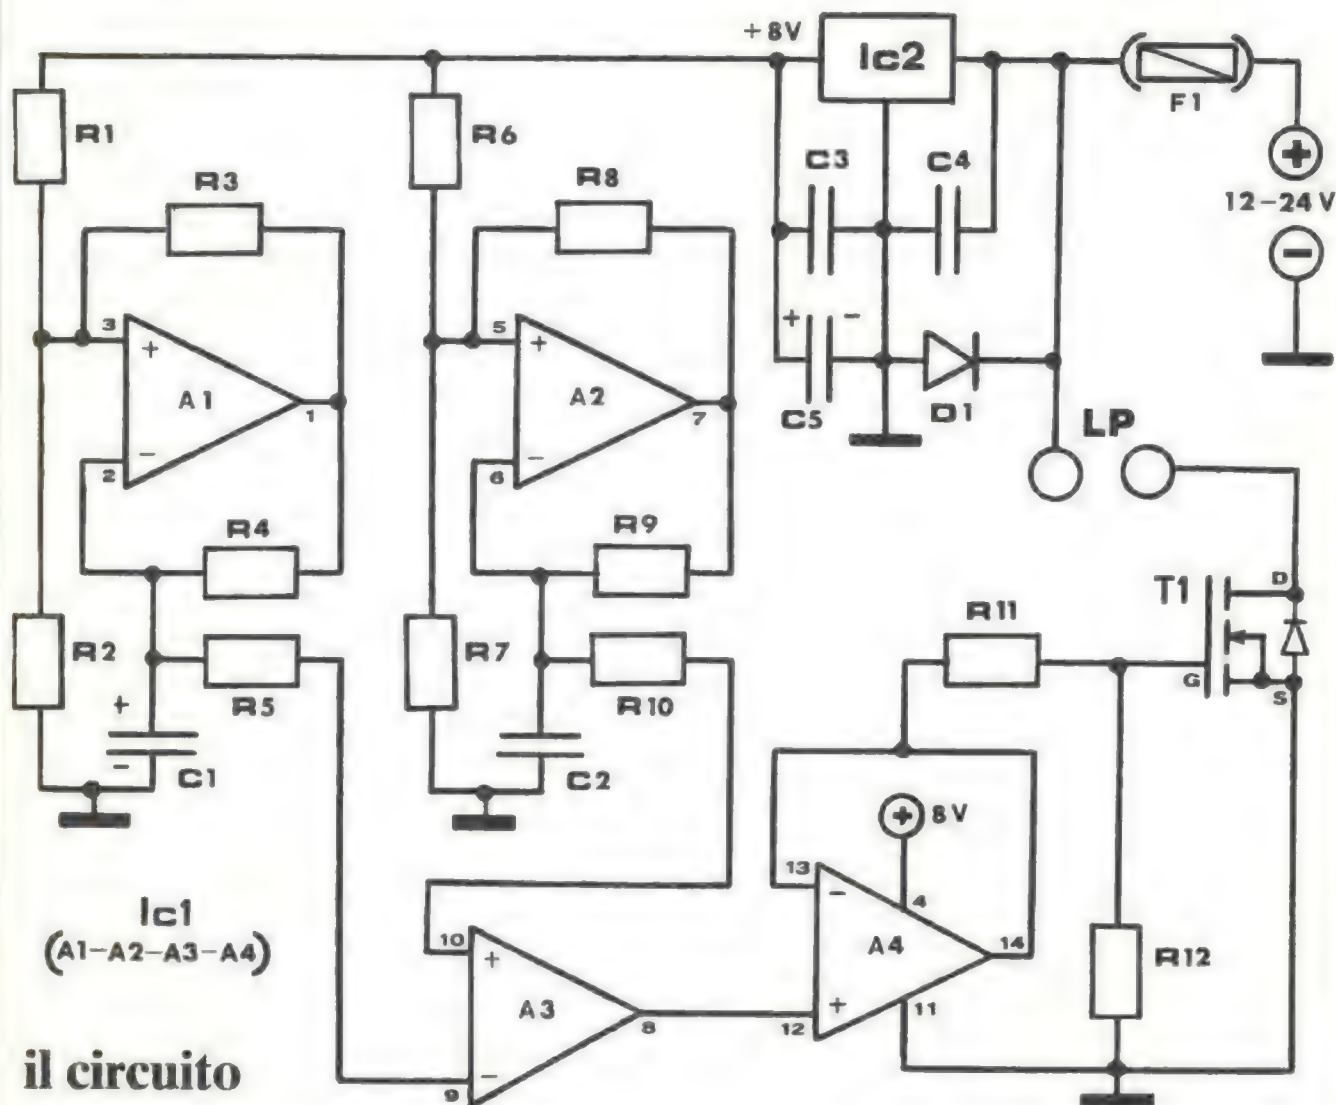 +8V
Ic2
F1
+
12-24V
-
R1
R3
R6
R8
C3
C4
+ -
C5
D1
LP
3
+
A1
1
-
2
5
+
A2
7
-
6
R4
R9
R2
R5
+
-
C1
R7
R10
C2
R11
T1
D
G
S
+ 8V
13
-
4
A4
14
+
12
11
R12
Ic1
(A1-A2-A3-A4)
10
+
A3
8
-
9
il circuito